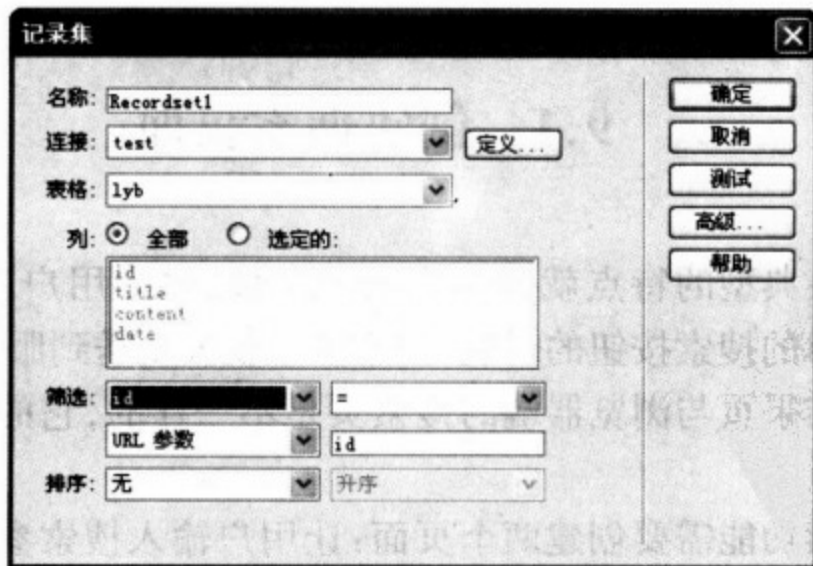 记录集
名称: Recordset1
连接: test 定义...
表格: lyb
列: 全部 选定的:
id
title
content
date
筛选: id =
URL 参数 id
排序: 无 升序
确定
取消
测试
高级...
帮助